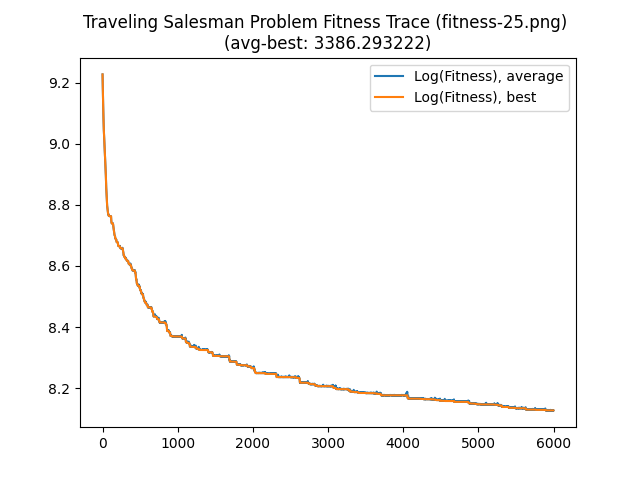 Traveling Salesman Problem Fitness Trace (fitness-25.png)
(avg-best: 3386.293222)
Log(Fitness), average
Log(Fitness), best
9.2
9.0
8.8
8.6
8.4
8.2
0 1000 2000 3000 4000 5000 6000